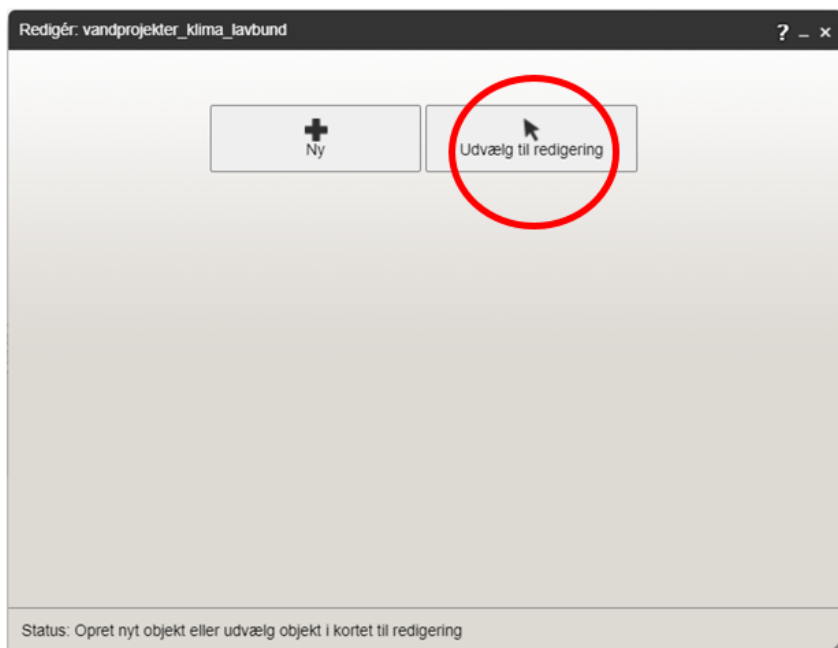 Redigér: vandprojekter_klima_lavbund ? _ ×
Ny
Udvælg til redigering
Status: Opret nyt objekt eller udvælg objekt i kortet til redigering